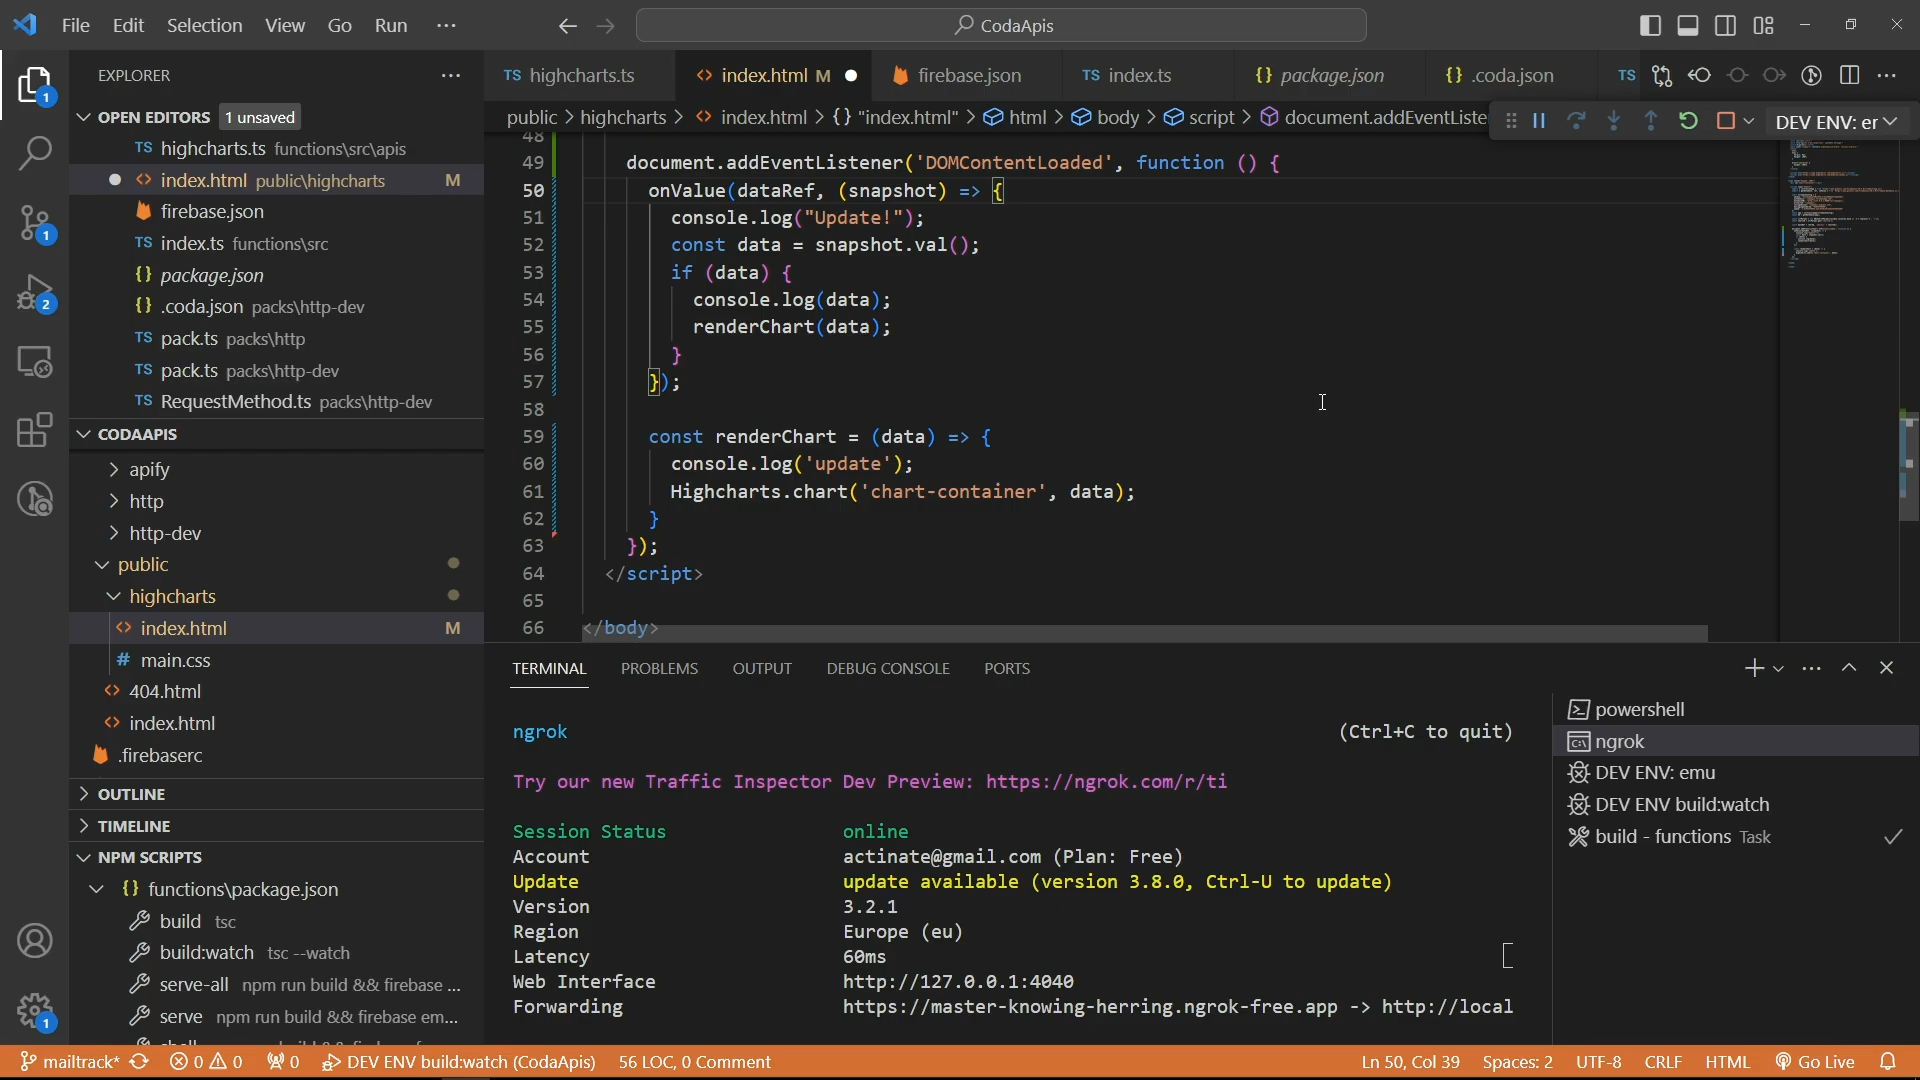 File Edit Selection View Go Run ···
CodaApis
EXPLORER
OPEN EDITORS 1 unsaved
TS highcharts.ts functions\src\apis
<> index.html public\highcharts M
firebase.json
TS index.ts functions\src
{} package.json
{} .coda.json packs\http-dev
TS pack.ts packs\http
TS pack.ts packs\http-dev
TS RequestMethod.ts packs\http-dev
CODAAPIS
apify
http
http-dev
public
highcharts
<> index.html M
# main.css
<> 404.html
<> index.html
.firebaserc
OUTLINE
TIMELINE
NPM SCRIPTS
{} functions\package.json
build tsc
build:watch tsc --watch
serve-all npm run build && firebase ...
serve npm run build && firebase em...
TS highcharts.ts <> index.html M firebase.json TS index.ts {} package.json {} .coda.json TS
public > highcharts > <> index.html > {} "index.html" > html > body > script > document.addEventListe
DEV ENV: er
48
49 document.addEventListener('DOMContentLoaded', function () {
50 onValue(dataRef, (snapshot) => {
51 console.log("Update!");
52 const data = snapshot.val();
53 if (data) {
54 console.log(data);
55 renderChart(data);
56 }
57 });
58
59 const renderChart = (data) => {
60 console.log('update');
61 Highcharts.chart('chart-container', data);
62 }
63 });
64 </script>
65
66 </body>
TERMINAL PROBLEMS OUTPUT DEBUG CONSOLE PORTS
ngrok (Ctrl+C to quit)
Try our new Traffic Inspector Dev Preview: https://ngrok.com/r/ti
Session Status online
Account actinate@gmail.com (Plan: Free)
Update update available (version 3.8.0, Ctrl-U to update)
Version 3.2.1
Region Europe (eu)
Latency 60ms
Web Interface http://127.0.0.1:4040
Forwarding https://master-knowing-herring.ngrok-free.app -> http://local
powershell
ngrok
DEV ENV: emu
DEV ENV build:watch
build - functions Task
1
1
2
1
mailtrack* 0 0 0 DEV ENV build:watch (CodaApis) 56 LOC, 0 Comment Ln 50, Col 39 Spaces: 2 UTF-8 CRLF HTML Go Live